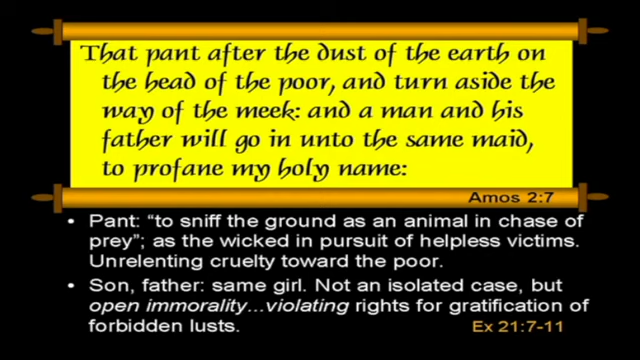 That pant after the dust of the earth on
the head of the poor, and turn aside the
way of the meek: and a man and his
father will go in unto the same maid,
to profane my holy name:
Amos 2:7
• Pant: “to sniff the ground as an animal in chase of
prey”; as the wicked in pursuit of helpless victims.
Unrelenting cruelty toward the poor.
• Son, father: same girl. Not an isolated case, but
open immorality...violating rights for gratification of
forbidden lusts. Ex 21:7-11